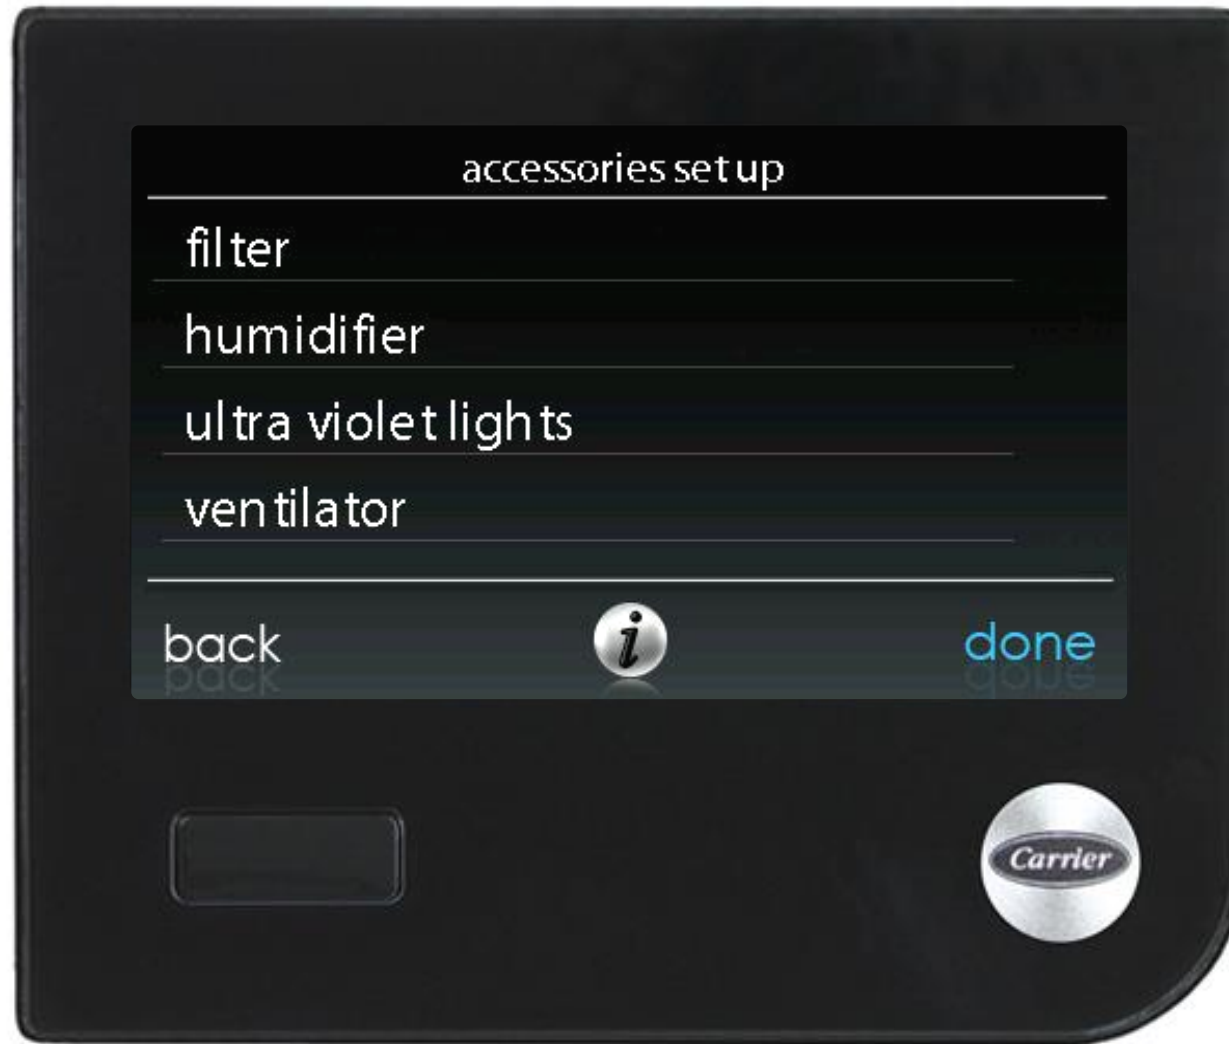 accessories set up
filter
humidifier
ultra violet lights
ventilator
back
i
done
Carrier